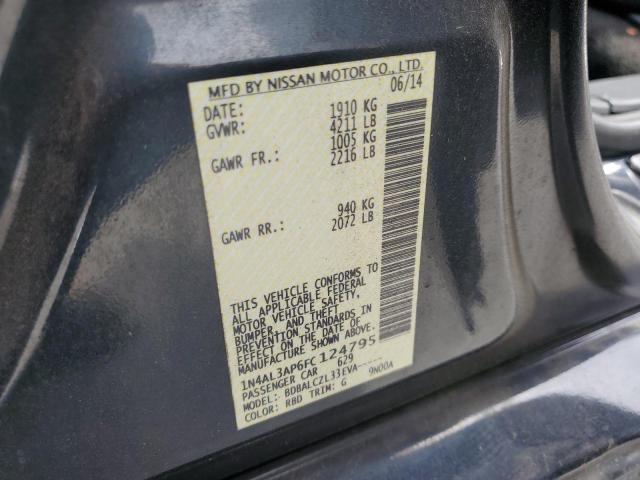 MFD BY NISSAN MOTOR CO., LTD.
DATE: 06/14
GVWR: 1910 KG
4211 LB
GAWR FR.: 1005 KG
2216 LB
GAWR RR.: 940 KG
2072 LB
THIS VEHICLE CONFORMS TO
ALL APPLICABLE FEDERAL
MOTOR VEHICLE SAFETY,
BUMPER, AND THEFT
PREVENTION STANDARDS IN
EFFECT ON THE DATE OF
MANUFACTURE SHOWN ABOVE.
1N4AL3AP6FC124795
PASSENGER CAR 629
MODEL: BDBALCZL33EVA-----
COLOR: RBD TRIM: G 9N00A